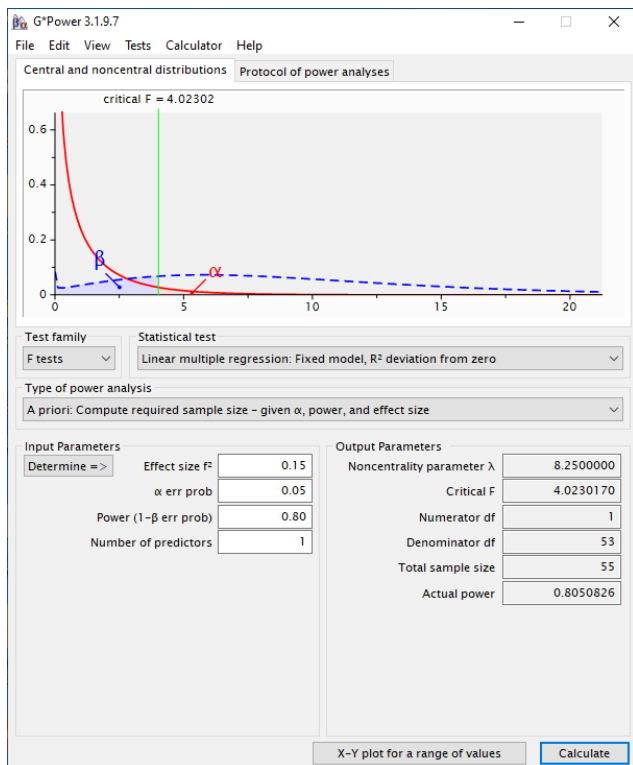 G*Power 3.1.9.7
File Edit View Tests Calculator Help
Central and noncentral distributions Protocol of power analyses
critical F = 4.02302
0.6
0.4
0.2
0
β
α
0 5 10 15 20
Test family Statistical test
F tests Linear multiple regression: Fixed model, R² deviation from zero
Type of power analysis
A priori: Compute required sample size – given α, power, and effect size
Input Parameters Output Parameters
Determine => Effect size f² 0.15 Noncentrality parameter λ 8.2500000
α err prob 0.05 Critical F 4.0230170
Power (1-β err prob) 0.80 Numerator df 1
Number of predictors 1 Denominator df 53
Total sample size 55
Actual power 0.8050826
X-Y plot for a range of values Calculate